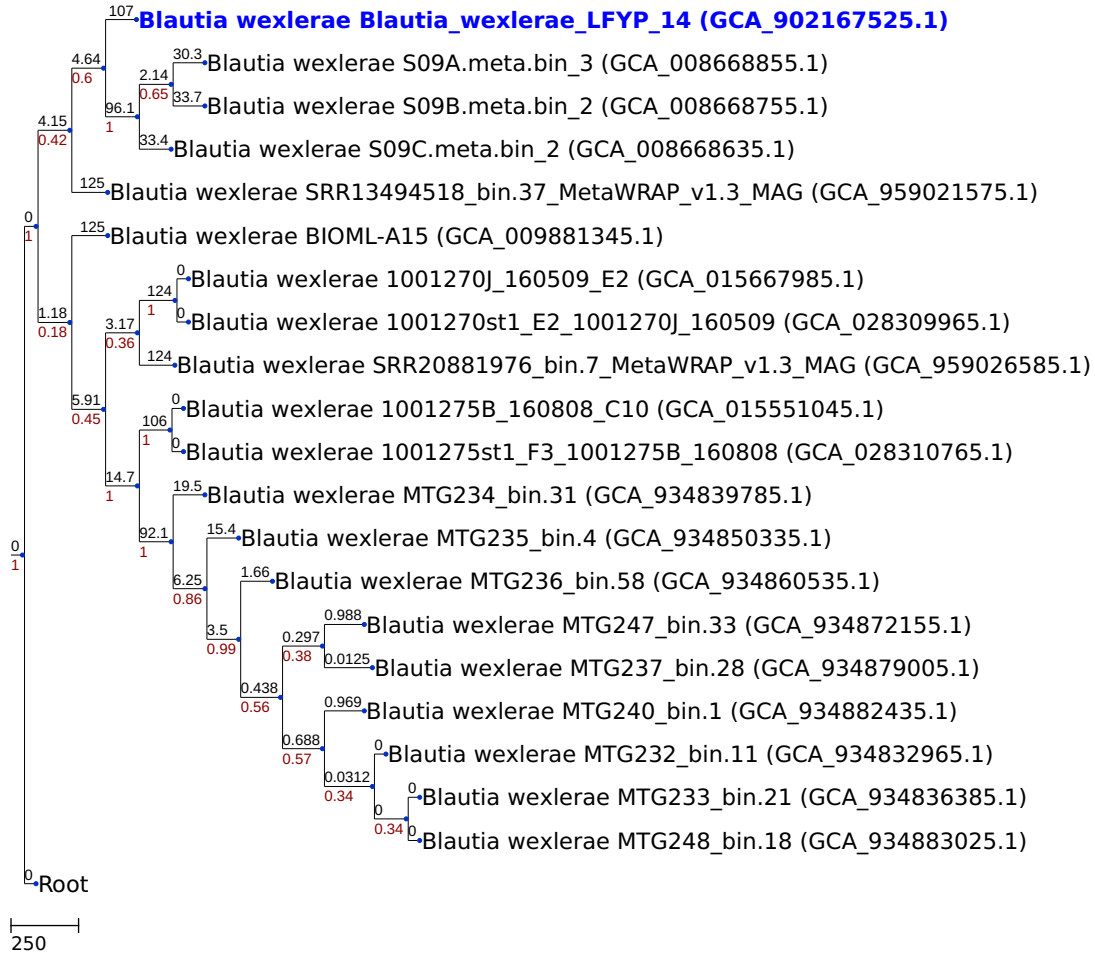 107
Blautia wexlerae Blautia_wexlerae_LFYP_14 (GCA_902167525.1)
4.64
0.6
30.3
Blautia wexlerae S09A.meta.bin_3 (GCA_008668855.1)
2.14
0.65
33.7
Blautia wexlerae S09B.meta.bin_2 (GCA_008668755.1)
96.1
1
4.15
0.42
33.4
Blautia wexlerae S09C.meta.bin_2 (GCA_008668635.1)
125
Blautia wexlerae SRR13494518_bin.37_MetaWRAP_v1.3_MAG (GCA_959021575.1)
0
1
125
Blautia wexlerae BIOML-A15 (GCA_009881345.1)
0
Blautia wexlerae 1001270J_160509_E2 (GCA_015667985.1)
124
1
1.18
0.18
0
Blautia wexlerae 1001270st1_E2_1001270J_160509 (GCA_028309965.1)
3.17
0.36
124
Blautia wexlerae SRR20881976_bin.7_MetaWRAP_v1.3_MAG (GCA_959026585.1)
5.91
0.45
0
Blautia wexlerae 1001275B_160808_C10 (GCA_015551045.1)
106
1
0
Blautia wexlerae 1001275st1_F3_1001275B_160808 (GCA_028310765.1)
14.7
1
19.5
Blautia wexlerae MTG234_bin.31 (GCA_934839785.1)
92.1
1
15.4
Blautia wexlerae MTG235_bin.4 (GCA_934850335.1)
0
1
6.25
0.86
1.66
Blautia wexlerae MTG236_bin.58 (GCA_934860535.1)
3.5
0.99
0.988
Blautia wexlerae MTG247_bin.33 (GCA_934872155.1)
0.297
0.38
0.0125
Blautia wexlerae MTG237_bin.28 (GCA_934879005.1)
0.438
0.56
0.969
Blautia wexlerae MTG240_bin.1 (GCA_934882435.1)
0.688
0.57
0
Blautia wexlerae MTG232_bin.11 (GCA_934832965.1)
0.0312
0.34
0
Blautia wexlerae MTG233_bin.21 (GCA_934836385.1)
0
0.34
0
Blautia wexlerae MTG248_bin.18 (GCA_934883025.1)
0
Root
250